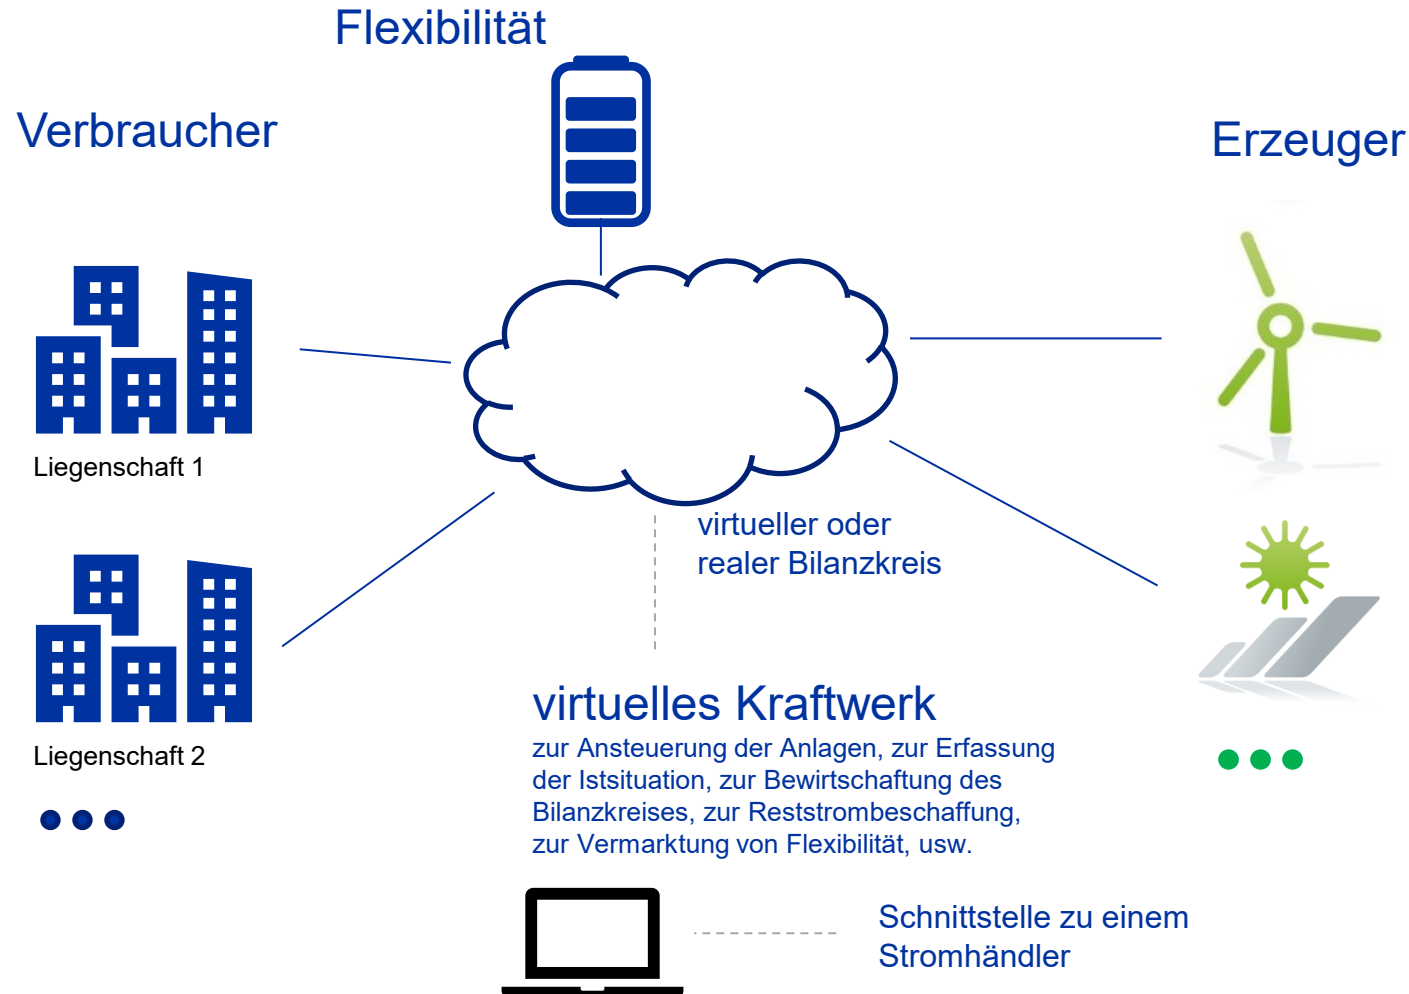 Flexibilität
Verbraucher
Erzeuger
Liegenschaft 1
virtueller oder
realer Bilanzkreis
Liegenschaft 2
virtuelles Kraftwerk
zur Ansteuerung der Anlagen, zur Erfassung
der Istsituation, zur Bewirtschaftung des
Bilanzkreises, zur Reststrombeschaffung,
zur Vermarktung von Flexibilität, usw.
Schnittstelle zu einem
Stromhändler